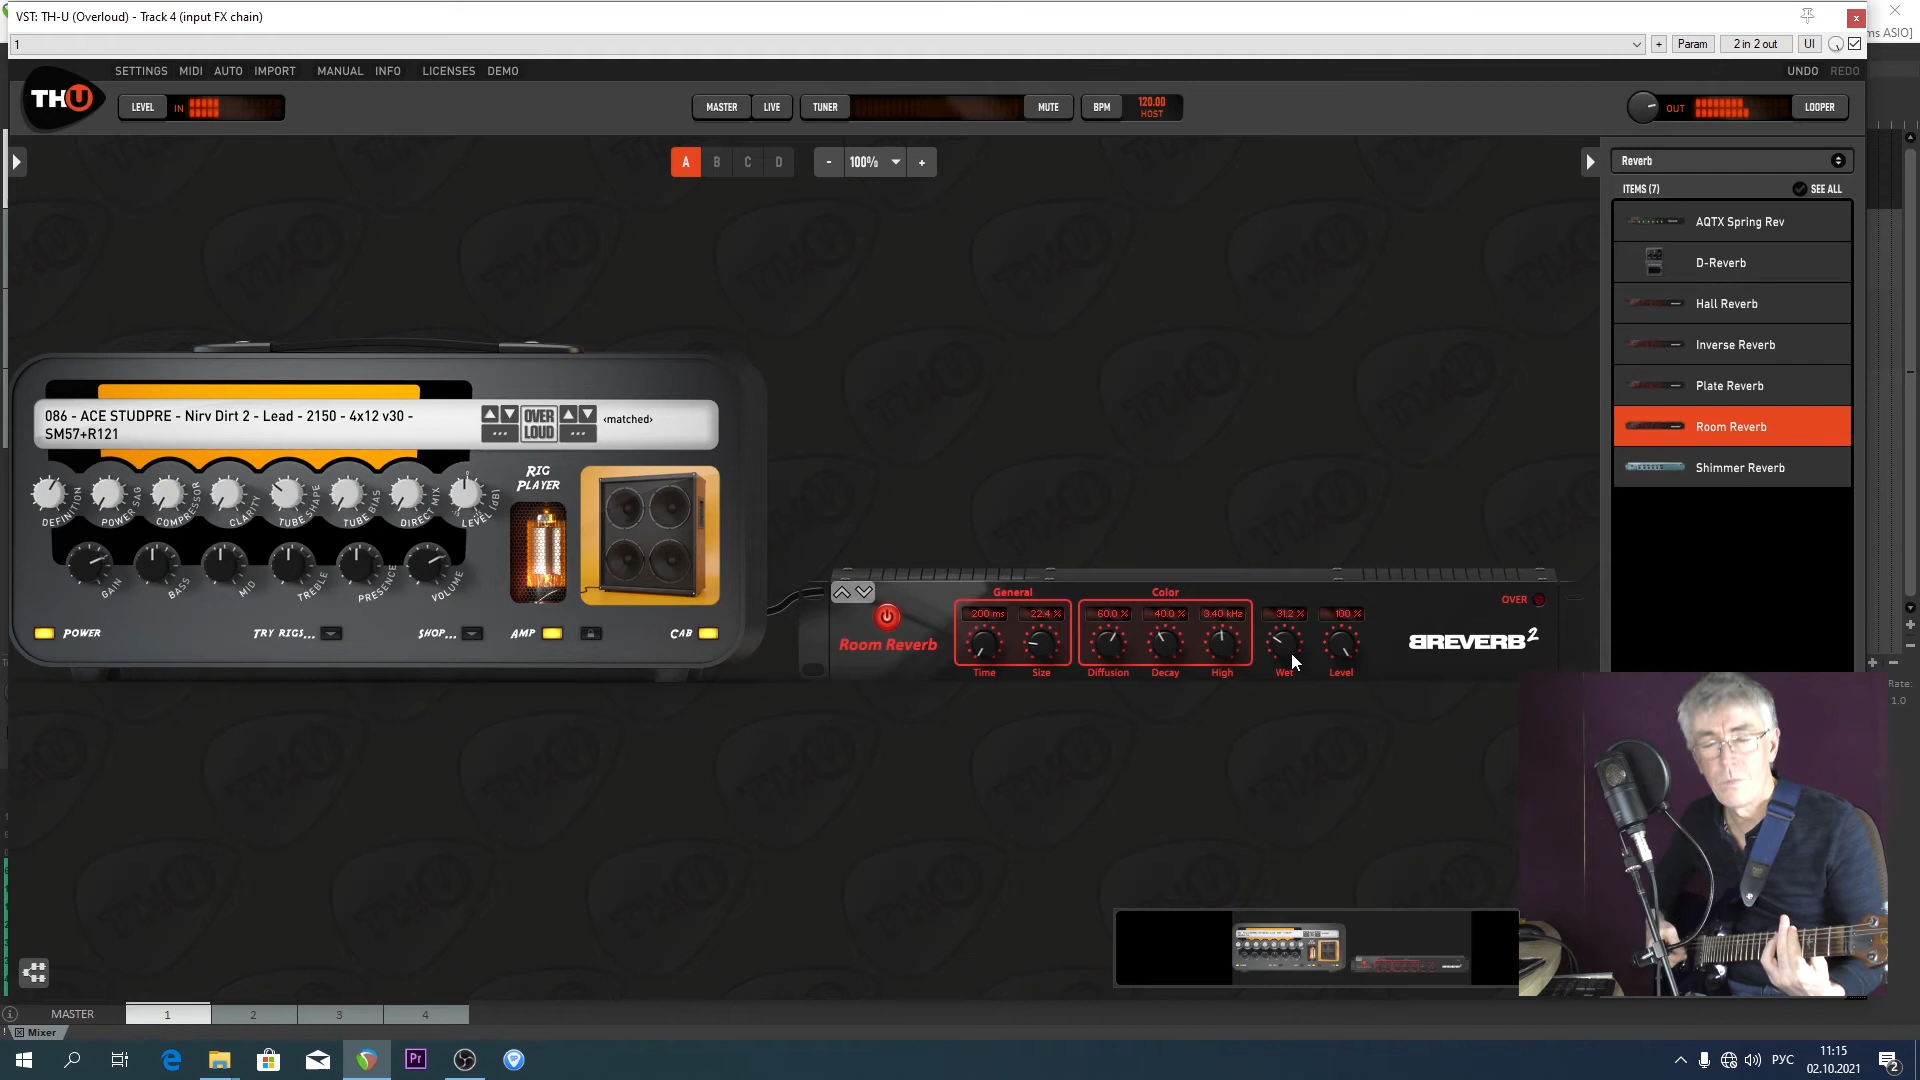 VST: TH-U (Overloud) - Track 4 (input FX chain)
ms ASIO]
1
+
Param
2 in 2 out
UI
SETTINGS MIDI AUTO IMPORT MANUAL INFO LICENSES DEMO
UNDO REDO
THU
LEVEL
IN
MASTER
LIVE
TUNER
MUTE
BPM
120.00
HOST
OUT
LOOPER
A B C D
- 100% +
Reverb
ITEMS (7)
SEE ALL
AQTX Spring Rev
D-Reverb
Hall Reverb
Inverse Reverb
Plate Reverb
Room Reverb
Shimmer Reverb
086 - ACE STUDPRE - Nirv Dirt 2 - Lead - 2150 - 4x12 v30 -
SM57+R121
OVER
LOUD
‹matched›
RIG
PLAYER
DEFINITION
POWER SAG
COMPRESSOR
CLARITY
TUBE SHAPE
TUBE BIAS
DIRECT MIX
LEVEL (dB)
GAIN
BASS
MID
TREBLE
PRESENCE
VOLUME
POWER
TRY RIGS...
SHOP...
AMP
CAB
General
Color
OVER
200 ms
22.4 %
60.0 %
40.0 %
3.40 kHz
31.2 %
100 %
Room Reverb
BREVERB2
Time
Size
Diffusion
Decay
High
Wet
Level
Rate:
1.0
MASTER
1
2
3
4
Mixer
Pr
РУС
11:15
02.10.2021
2